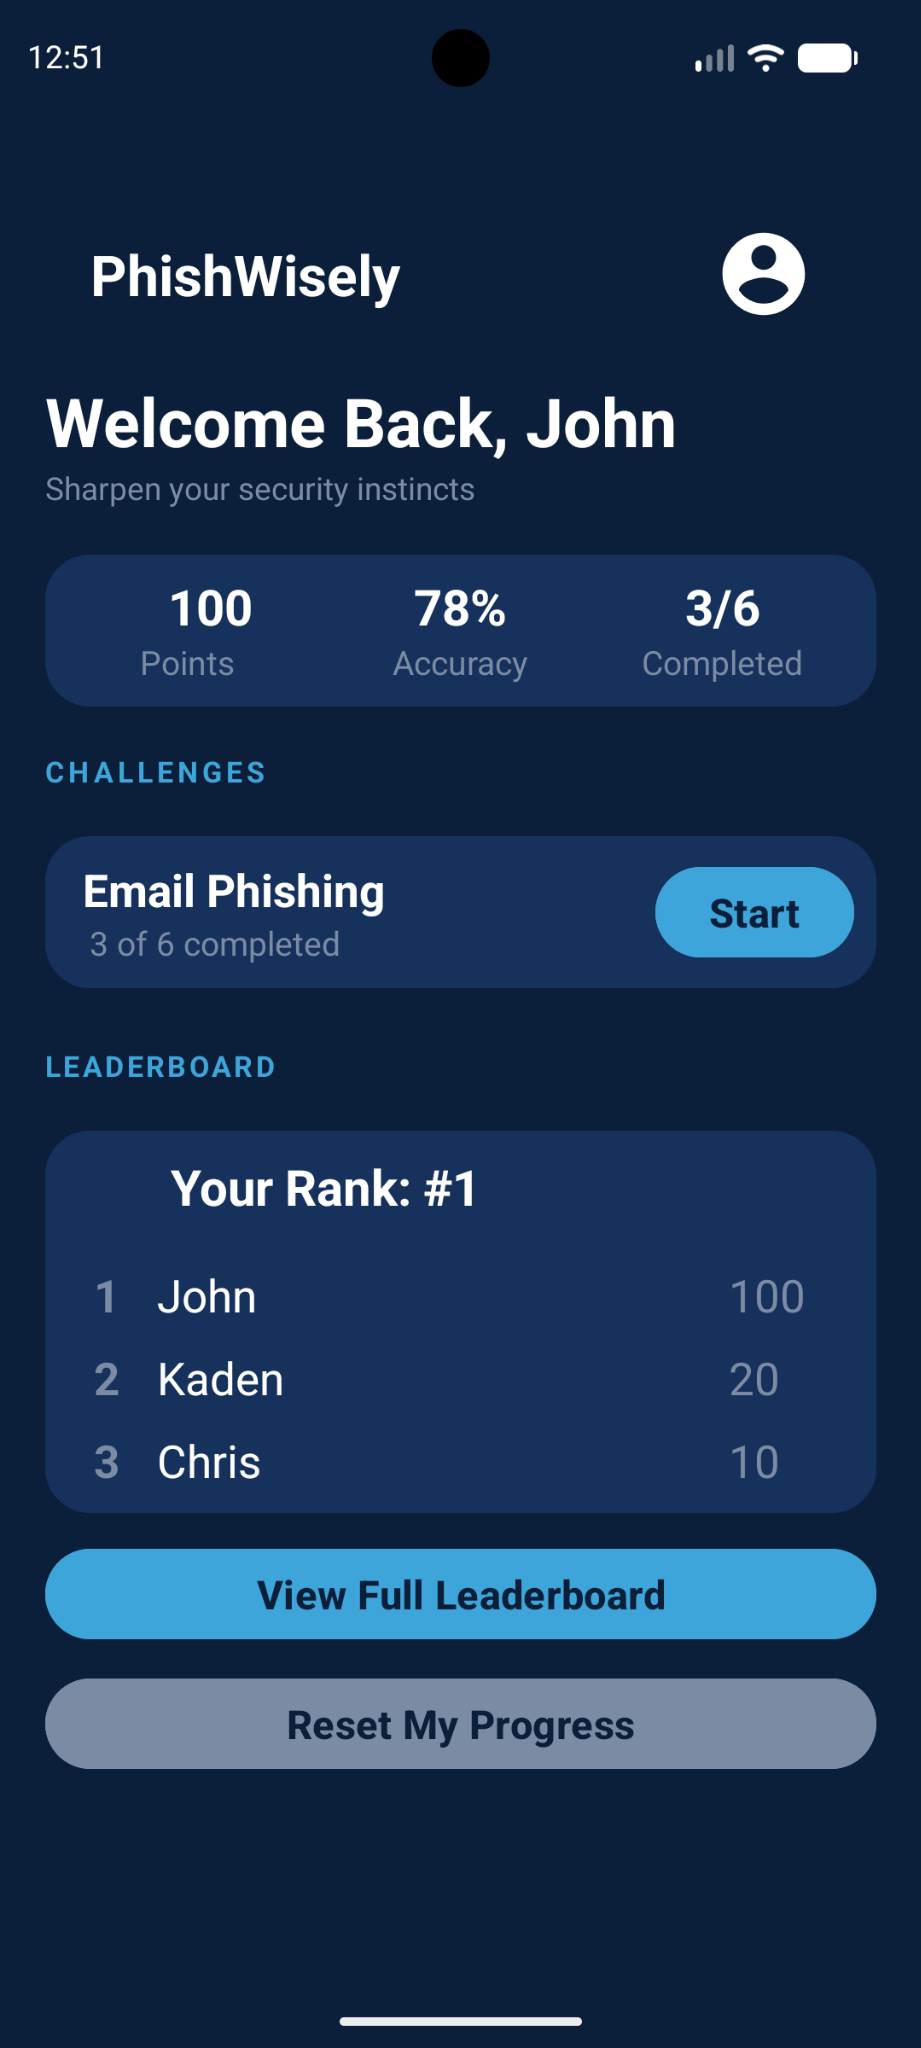 12:51
PhishWisely
Welcome Back, John
Sharpen your security instincts
100 78% 3/6
Points Accuracy Completed
CHALLENGES
Email Phishing
3 of 6 completed
Start
LEADERBOARD
Your Rank: #1
1 John 100
2 Kaden 20
3 Chris 10
View Full Leaderboard
Reset My Progress